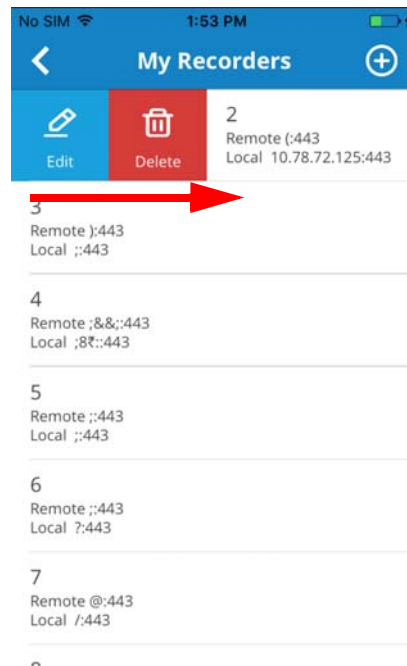 No SIM 1:53 PM
My Recorders
Edit
Delete
2
Remote (:443
Local 10.78.72.125:443
3
Remote ):443
Local ;:443
4
Remote ;&&;:443
Local ;8₹::443
5
Remote ;:443
Local ;:443
6
Remote ;:443
Local ?:443
7
Remote @:443
Local /:443